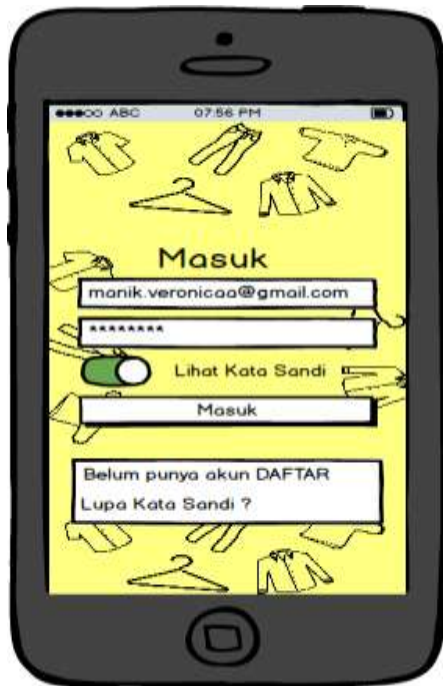 ABC 07:56 PM
Masuk
manik.veronicaa@gmail.com
********
Lihat Kata Sandi
Masuk
Belum punya akun DAFTAR
Lupa Kata Sandi ?